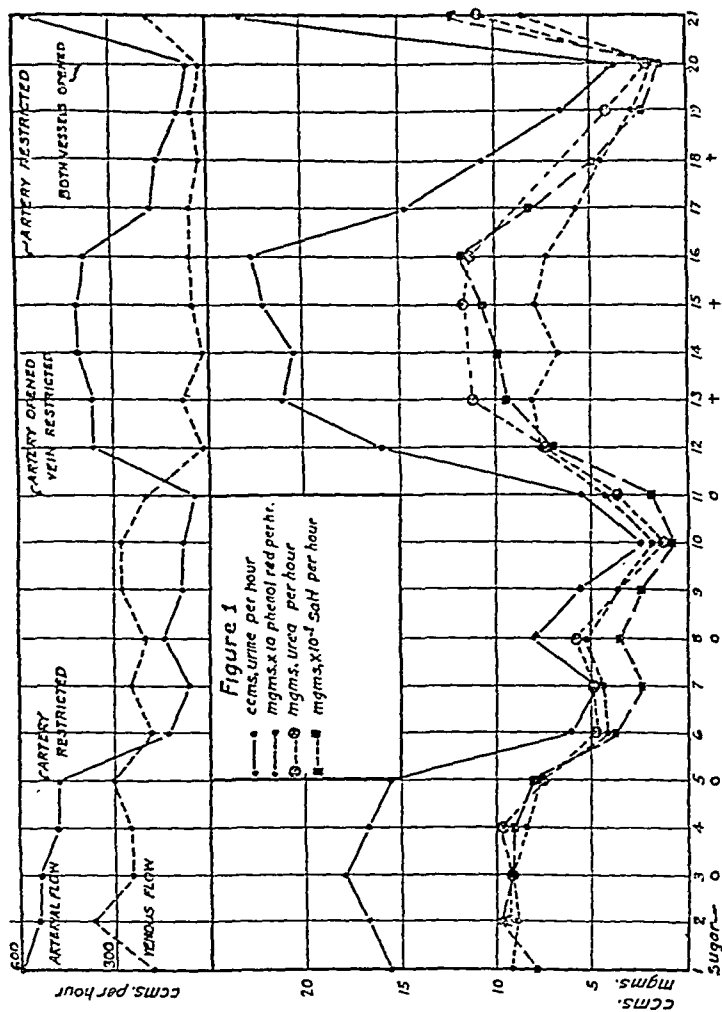 600
ARTERIAL FLOW
VENOUS FLOW
300
ccms. per hour
ARTERY
RESTRICTED
ARTERY OPENED
VEIN RESTRICTED
ARTERY RESTRICTED
BOTH VESSELS OPENED
Figure 1
ccms. urine per hour
mgms. x 10 phenol red per hr.
mgms. urea per hour
mgms. x10⁻¹ SaH per hour
20
15
10
5
ccms.
mgms.
1 2 3 4 5 6 7 8 9 10 11 12 13 14 15 16 17 18 19 20 21
Sugar – o o o o + + +